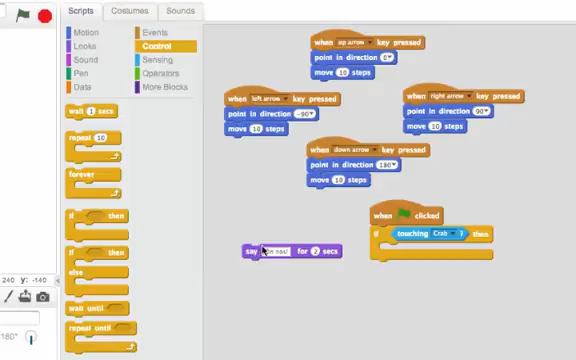 Scripts Costumes Sounds
Motion Events
Looks Control
Sound Sensing
Pen Operators
Data More Blocks
wait 1 secs
repeat 10
forever
if then
if then
else
wait until
repeat until
when up arrow key pressed
point in direction 0
move 10 steps
when left arrow key pressed
point in direction -90
move 10 steps
when right arrow key pressed
point in direction 90
move 10 steps
when down arrow key pressed
point in direction 180
move 10 steps
when clicked
if touching Crab ? then
say for 2 secs
240 y: -140
180°